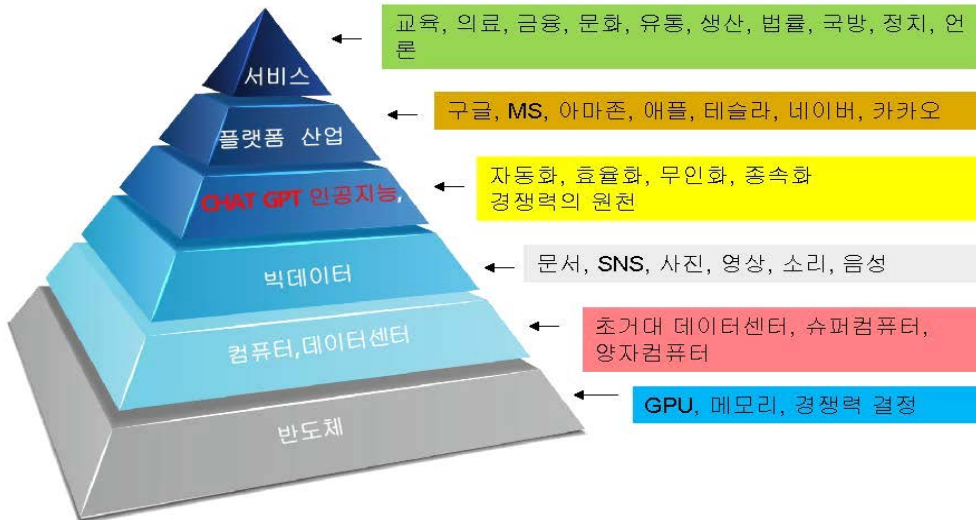 교육, 의료, 금융, 문화, 유통, 생산, 법률, 국방, 정치, 언
론
서비스
구글, MS, 아마존, 애플, 테슬라, 네이버, 카카오
플랫폼 산업
자동화, 효율화, 무인화, 종속화
경쟁력의 원천
CHAT GPT 인공지능,
문서, SNS, 사진, 영상, 소리, 음성
빅데이터
초거대 데이터센터, 슈퍼컴퓨터,
양자컴퓨터
컴퓨터,데이터센터
GPU, 메모리, 경쟁력 결정
반도체